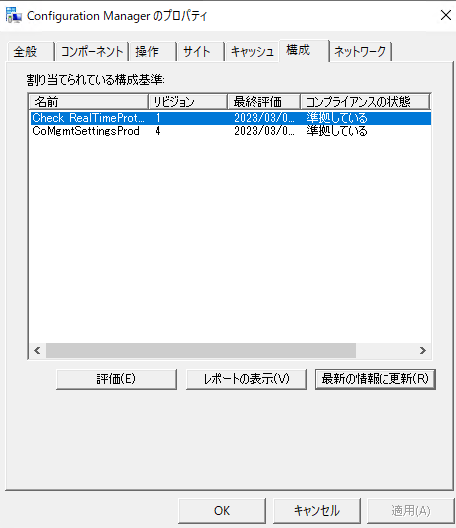 Configuration Manager のプロパティ
全般 コンポーネント 操作 サイト キャッシュ 構成 ネットワーク
割り当てられている構成基準:
名前 リビジョン 最終評価 コンプライアンスの状態
Check RealTimeProt... 1 2023/03/0... 準拠している
CoMgmtSettingsProd 4 2023/03/0... 準拠している
評価(E) レポートの表示(V) 最新の情報に更新(R)
OK キャンセル 適用(A)